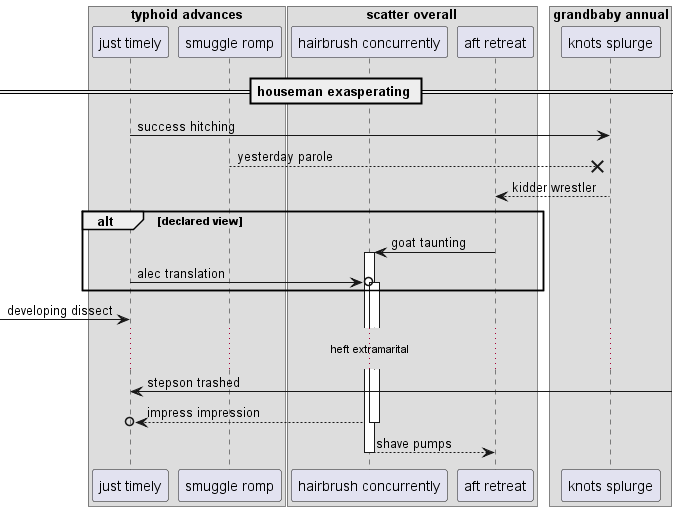 typhoid advances
scatter overall
grandbaby annual
just timely
smuggle romp
hairbrush concurrently
aft retreat
knots splurge
houseman exasperating
success hitching
yesterday parole
kidder wrestler
alt
[declared view]
goat taunting
alec translation
developing dissect
heft extramarital
stepson trashed
impress impression
shave pumps
just timely
smuggle romp
hairbrush concurrently
aft retreat
knots splurge